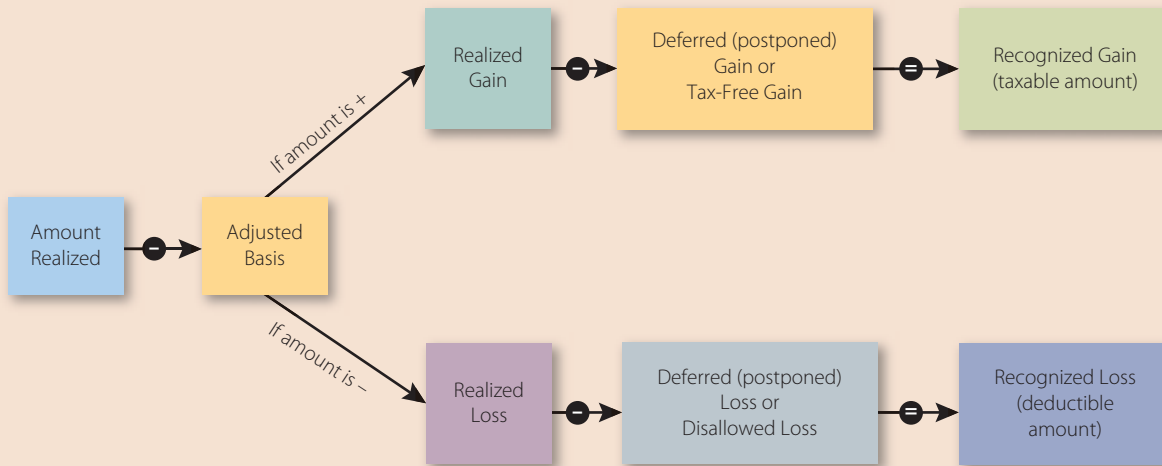 Realized
Gain
−
Deferred (postponed)
Gain or
Tax-Free Gain
=
Recognized Gain
(taxable amount)
If amount is +
Amount
Realized
−
Adjusted
Basis
If amount is –
Realized
Loss
−
Deferred (postponed)
Loss or
Disallowed Loss
=
Recognized Loss
(deductible
amount)